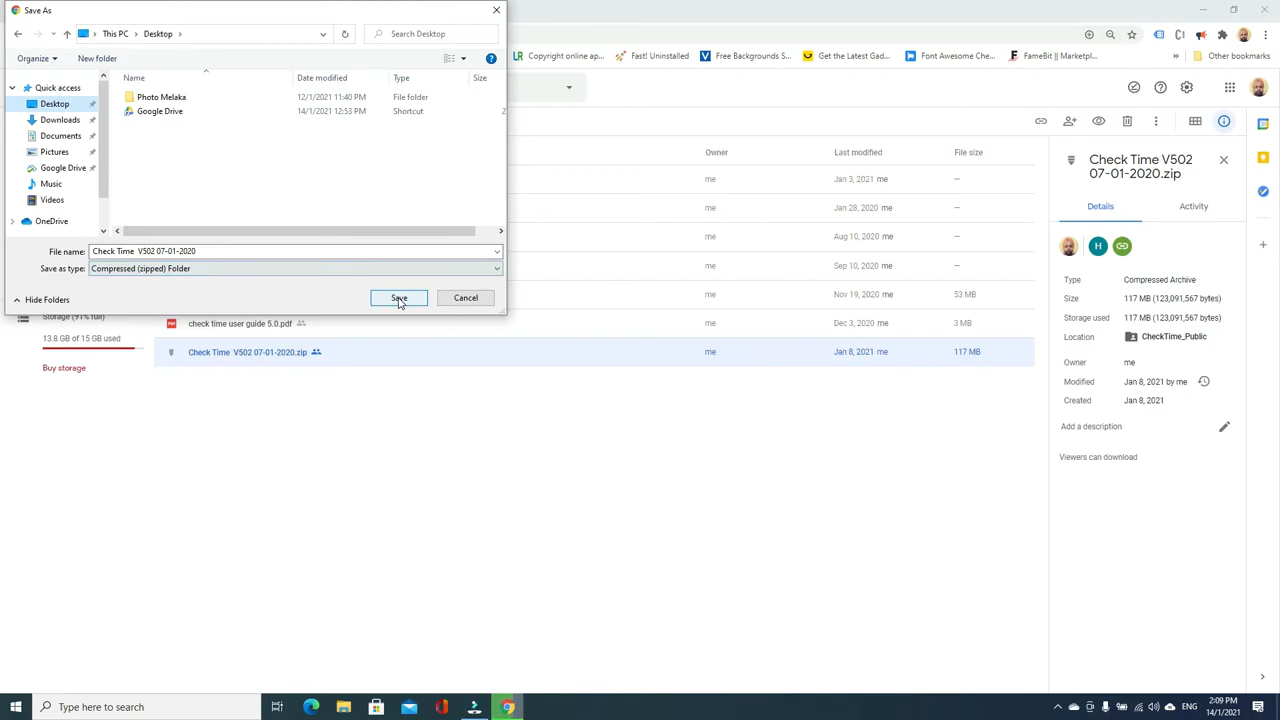 Save As
This PC > Desktop >
Search Desktop
Organize
New folder
Name
Date modified
Type
Size
Quick access
Desktop
Downloads
Documents
Pictures
Google Drive
Music
Videos
OneDrive
Photo Melaka
12/1/2021 11:40 PM
File folder
Google Drive
14/1/2021 12:53 PM
Shortcut
2
File name:
Check Time V502 07-01-2020
Save as type:
Compressed (zipped) Folder
Hide Folders
Save
Cancel
Copyright online ap...
Fast! Uninstalled
Free Backgrounds S...
Get the Latest Gad...
Font Awesome Che...
FameBit | Marketpl...
Other bookmarks
Owner
Last modified
File size
me
Jan 3, 2021 me
—
me
Jan 28, 2020 me
—
me
Aug 10, 2020 me
—
me
Sep 10, 2020 me
—
me
Nov 19, 2020 me
53 MB
check time user guide 5.0.pdf
me
Dec 3, 2020 me
3 MB
Check Time V502 07-01-2020.zip
me
Jan 8, 2021 me
117 MB
Storage (91% full)
13.8 GB of 15 GB used
Buy storage
Check Time V502
07-01-2020.zip
Details
Activity
H
Type
Compressed Archive
Size
117 MB (123,091,567 bytes)
Storage used
117 MB (123,091,567 bytes)
Location
CheckTime_Public
Owner
me
Modified
Jan 8, 2021 by me
Created
Jan 8, 2021
Add a description
Viewers can download
Type here to search
ENG
2:09 PM
14/1/2021